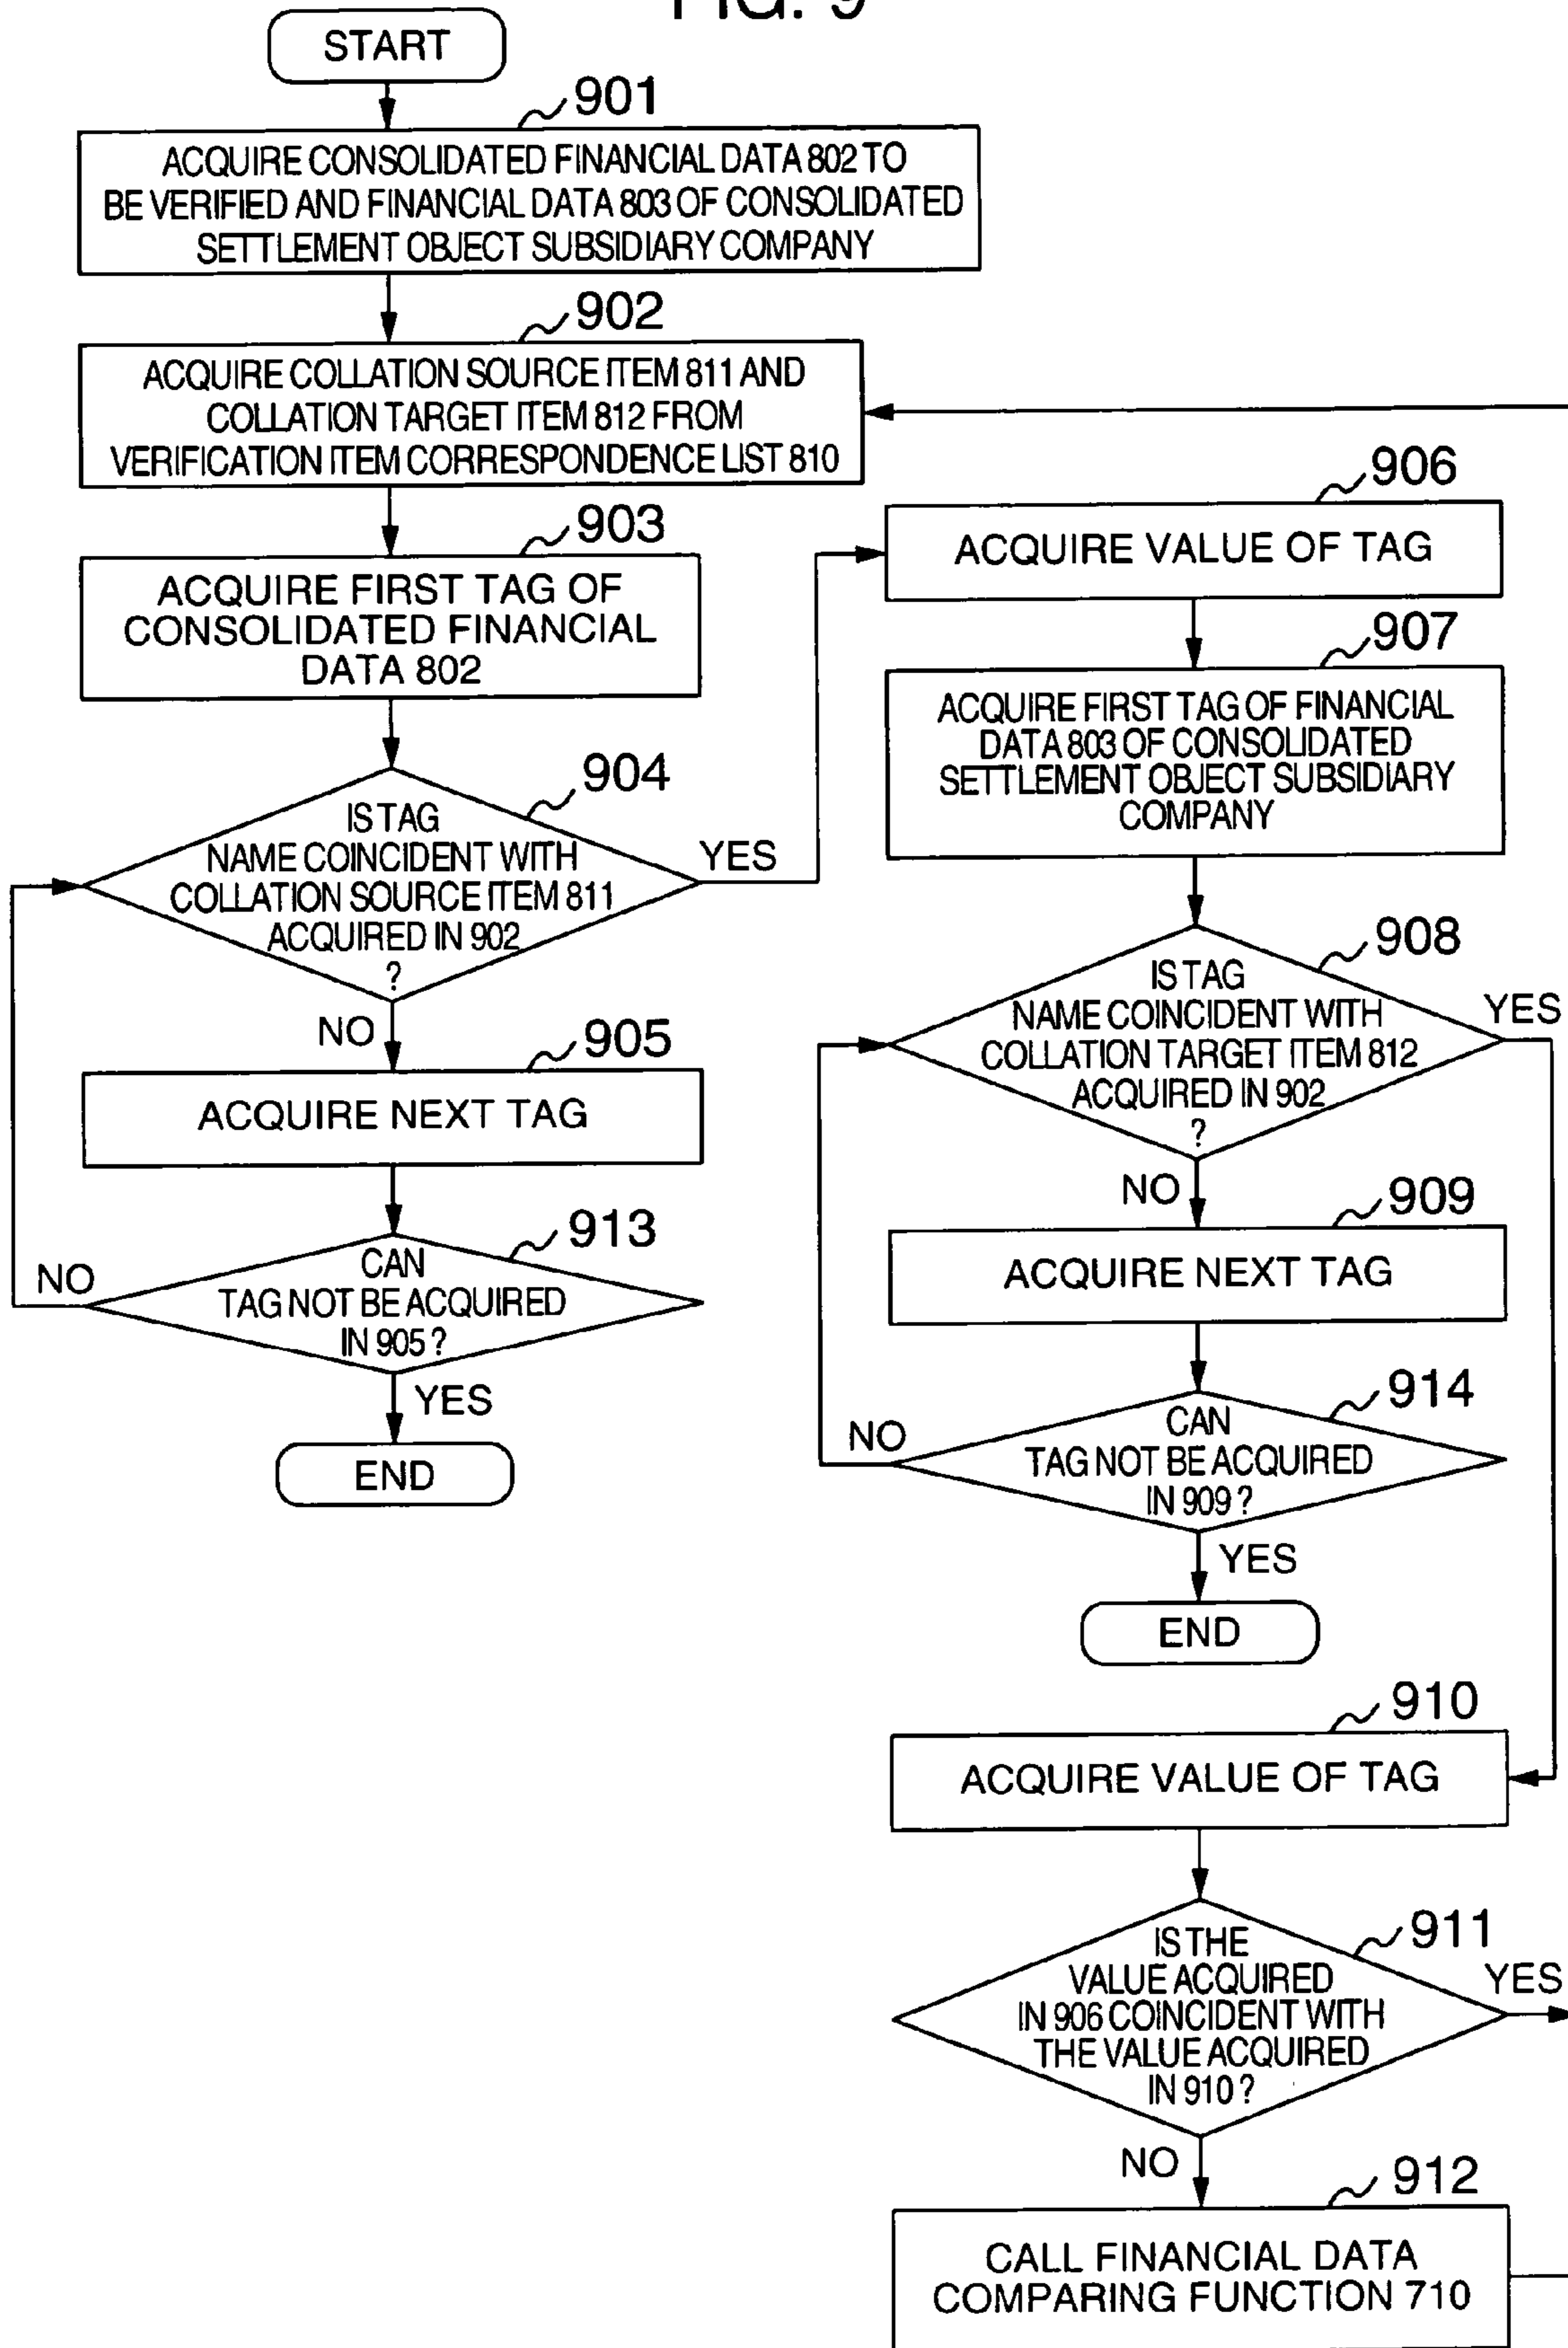 FIG. 9
START
901
ACQUIRE CONSOLIDATED FINANCIAL DATA 802 TO
BE VERIFIED AND FINANCIAL DATA 803 OF CONSOLIDATED
SETTLEMENT OBJECT SUBSIDIARY COMPANY
902
ACQUIRE COLLATION SOURCE ITEM 811 AND
COLLATION TARGET ITEM 812 FROM
VERIFICATION ITEM CORRESPONDENCE LIST 810
903
ACQUIRE FIRST TAG OF
CONSOLIDATED FINANCIAL
DATA 802
904
IS TAG
NAME COINCIDENT WITH
COLLATION SOURCE ITEM 811
ACQUIRED IN 902
?
YES
NO
905
ACQUIRE NEXT TAG
913
CAN
TAG NOT BE ACQUIRED
IN 905 ?
NO
YES
END
906
ACQUIRE VALUE OF TAG
907
ACQUIRE FIRST TAG OF FINANCIAL
DATA 803 OF CONSOLIDATED
SETTLEMENT OBJECT SUBSIDIARY
COMPANY
908
IS TAG
NAME COINCIDENT WITH
COLLATION TARGET ITEM 812
ACQUIRED IN 902
?
YES
NO
909
ACQUIRE NEXT TAG
914
CAN
TAG NOT BE ACQUIRED
IN 909 ?
NO
YES
END
910
ACQUIRE VALUE OF TAG
911
IS THE
VALUE ACQUIRED
IN 906 COINCIDENT WITH
THE VALUE ACQUIRED
IN 910 ?
YES
NO
912
CALL FINANCIAL DATA
COMPARING FUNCTION 710